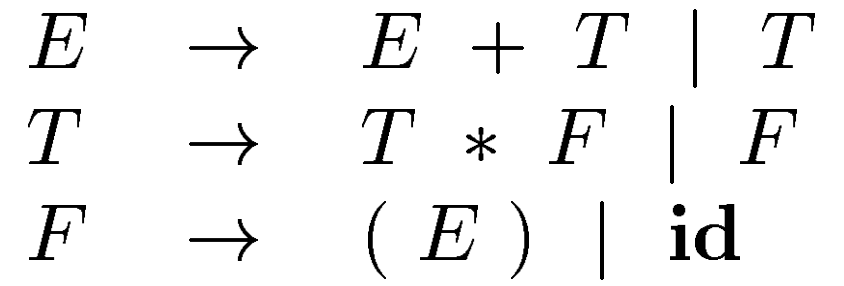 E → E + T | T
T → T * F | F
F → ( E ) | id